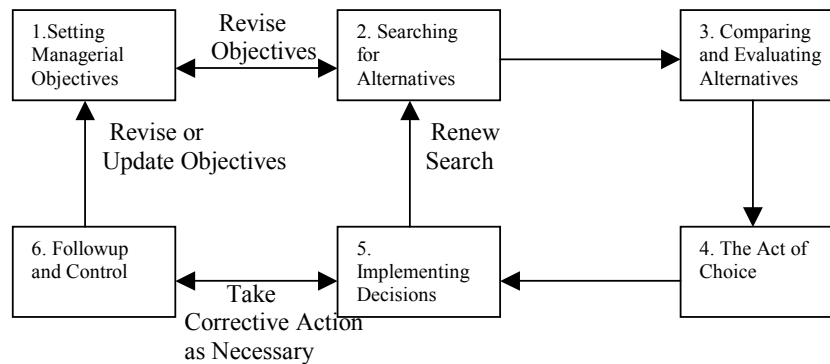 1.Setting
Managerial
Objectives
Revise
Objectives
2. Searching
for
Alternatives
3. Comparing
and Evaluating
Alternatives
Revise or
Update Objectives
Renew
Search
6. Followup
and Control
Take
Corrective Action
as Necessary
5.
Implementing
Decisions
4. The Act of
Choice